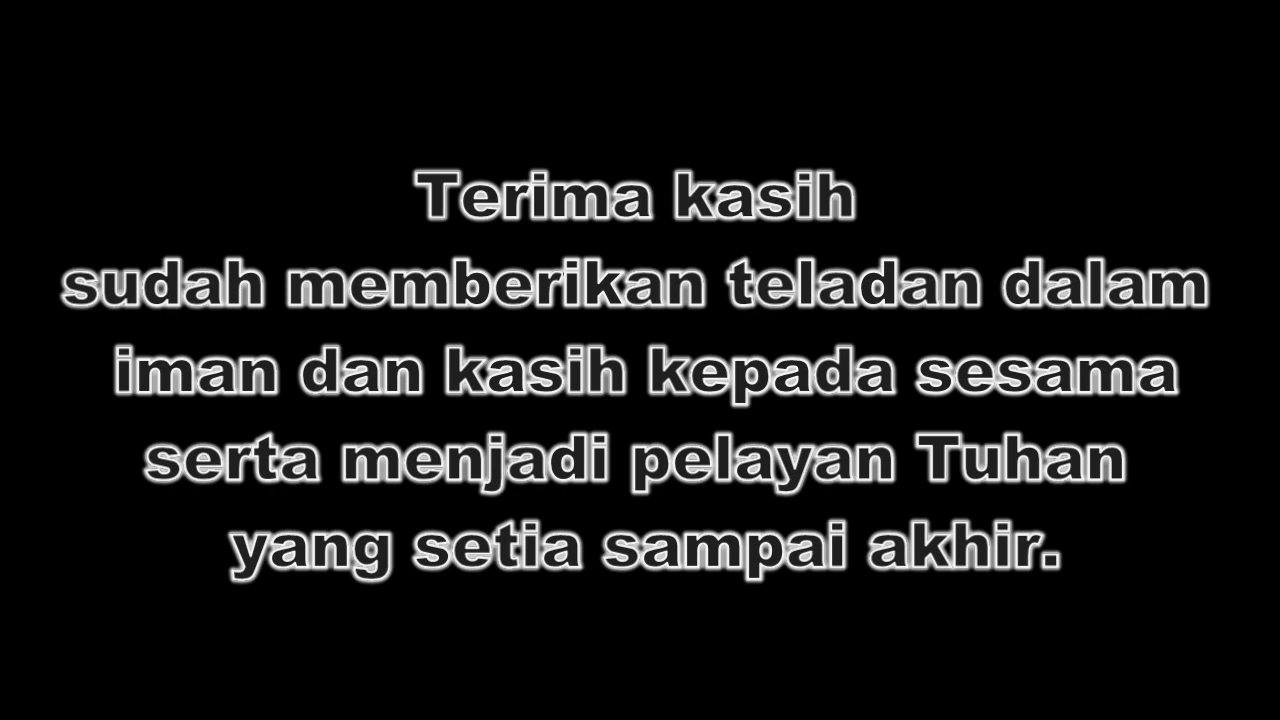 Terima kasih
sudah memberikan teladan dalam
iman dan kasih kepada sesama
serta menjadi pelayan Tuhan
yang setia sampai akhir.